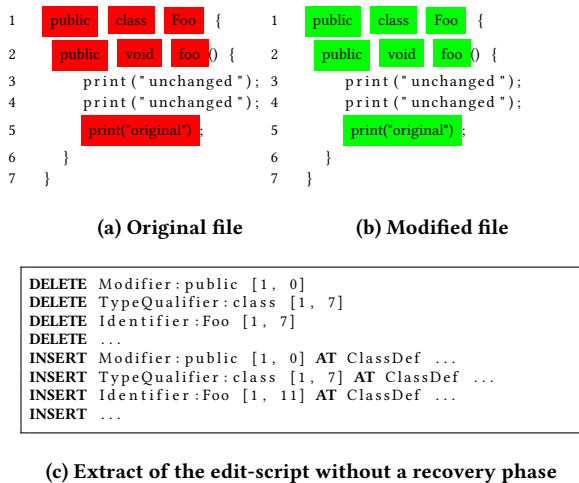 1 public class Foo {
2 public void foo() {
3 print("unchanged");
4 print("unchanged");
5 print("original");
6 }
7 }
(a) Original file
1 public class Foo {
2 public void foo() {
3 print("unchanged");
4 print("unchanged");
5 print("original");
6 }
7 }
(b) Modified file
DELETE Modifier:public [1, 0]
DELETE TypeQualifier:class [1, 7]
DELETE Identifier:Foo [1, 7]
DELETE ...
INSERT Modifier:public [1, 0] AT ClassDef ...
INSERT TypeQualifier:class [1, 7] AT ClassDef ...
INSERT Identifier:Foo [1, 11] AT ClassDef ...
INSERT ...
(c) Extract of the edit-script without a recovery phase